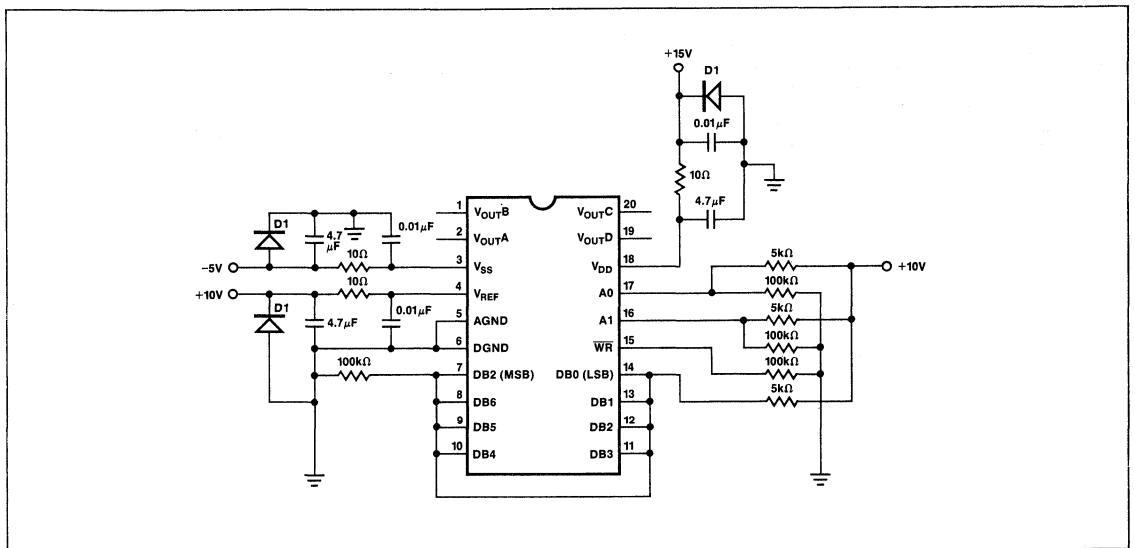 +15V
D1
0.01μF
10Ω
4.7μF
D1
4.7
μF
0.01μF
10Ω
-5V
10Ω
+10V
D1
4.7μF
0.01μF
100kΩ
1 VOUTB
2 VOUTA
3 VSS
4 VREF
5 AGND
6 DGND
7 DB2 (MSB)
8 DB6
9 DB5
10 DB4
VOUTC 20
VOUTD 19
VDD 18
A0 17
A1 16
WR 15
DB0 (LSB) 14
DB1 13
DB2 12
DB3 11
5kΩ
+10V
100kΩ
5kΩ
100kΩ
100kΩ
5kΩ